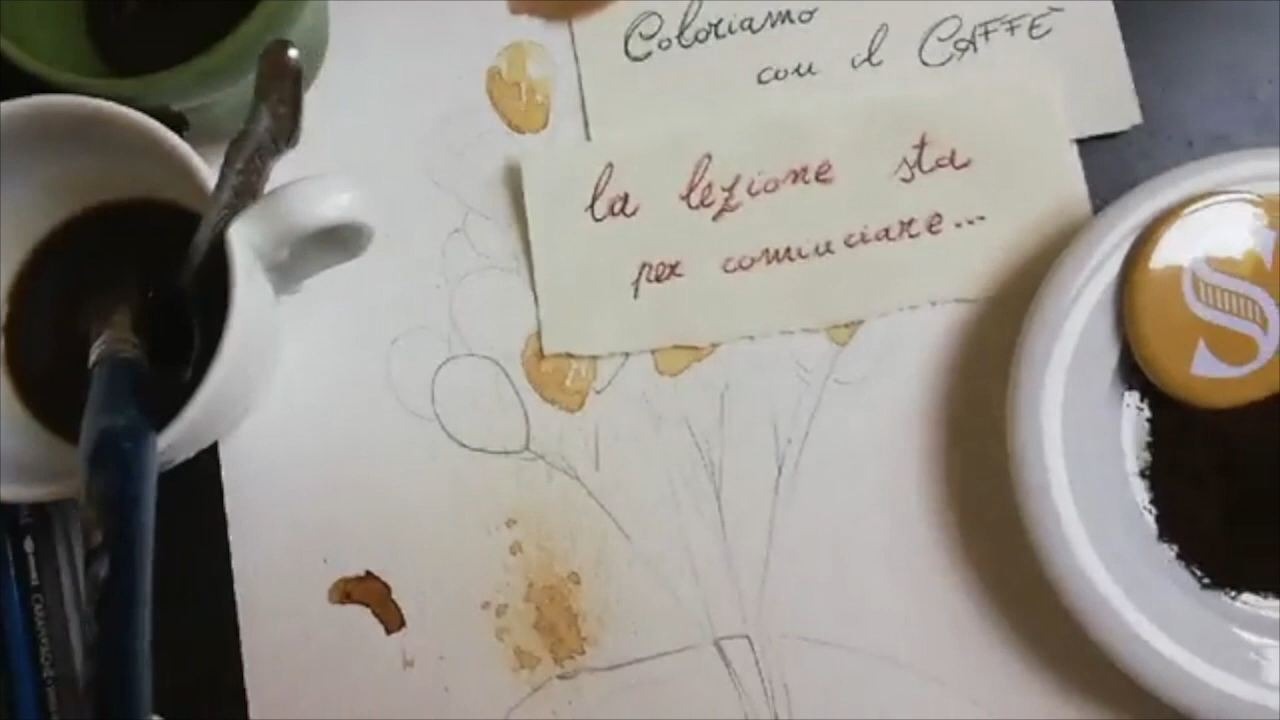 Coloriamo
con il CAFFÈ
la lezione sta
per cominciare...
S